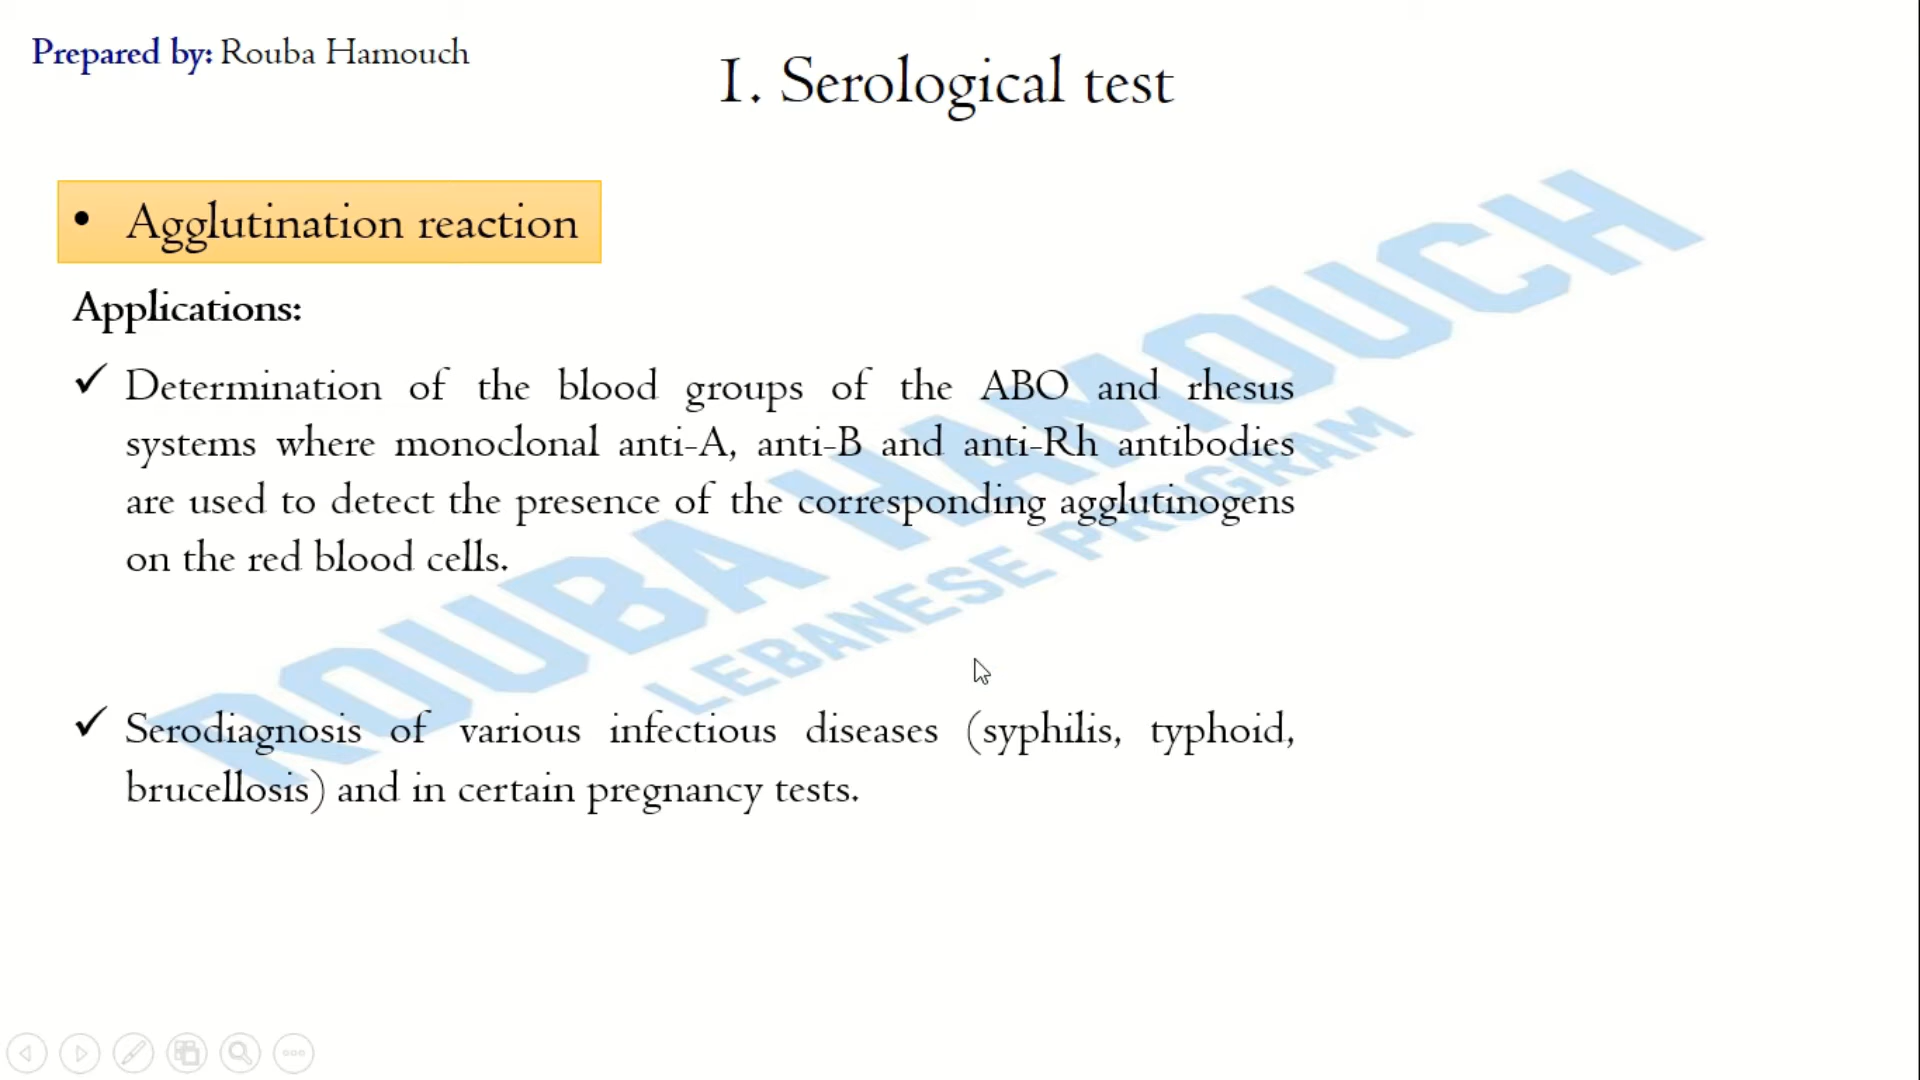 Prepared by: Rouba Hamouch
I. Serological test
• Agglutination reaction
Applications:
✓ Determination of the blood groups of the ABO and rhesus
systems where monoclonal anti-A, anti-B and anti-Rh antibodies
are used to detect the presence of the corresponding agglutinogens
on the red blood cells.
✓ Serodiagnosis of various infectious diseases (syphilis, typhoid,
brucellosis) and in certain pregnancy tests.
ROUBA HAMOUCH
LEBANESE PROGRAM